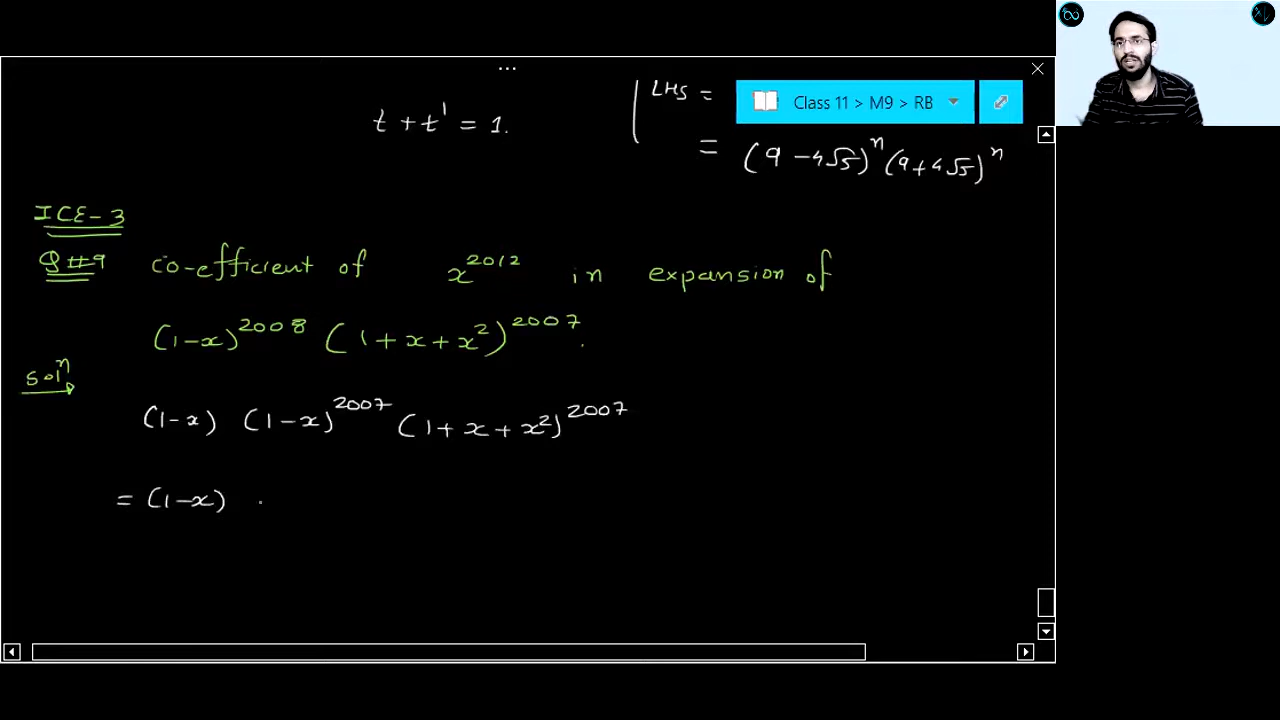 t + t' = 1.
LHS =
Class 11 > M9 > RB
= (9 - 4√5)ⁿ (9 + 4√5)ⁿ
ICE-3
Q#9 co-efficient of x²⁰¹² in expansion of
(1-x)²⁰⁰⁸ (1 + x + x²)²⁰⁰⁷.
Solⁿ
(1-x) (1-x)²⁰⁰⁷ (1 + x + x²)²⁰⁰⁷
= (1-x) .